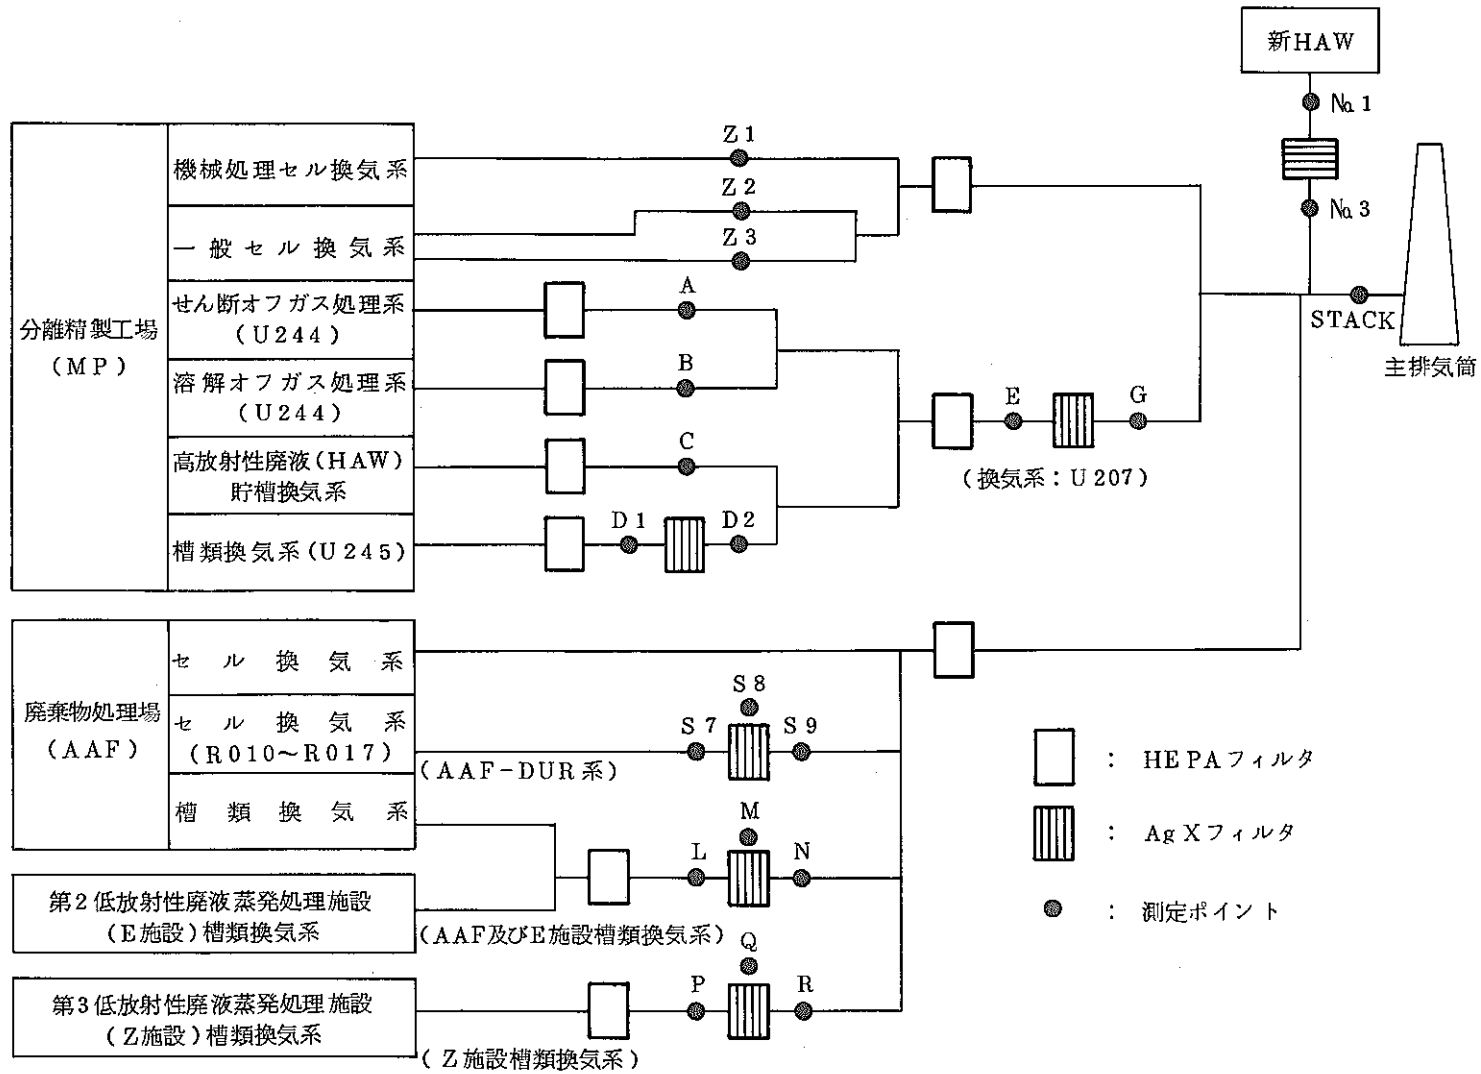 新HAW
№1
№3
STACK
主排気筒
分離精製工場
(MP)
機械処理セル換気系
一般セル換気系
せん断オフガス処理系
(U244)
溶解オフガス処理系
(U244)
高放射性廃液(HAW)
貯槽換気系
槽類換気系(U245)
Z1
Z2
Z3
A
B
C
D1
D2
E
G
(換気系:U207)
廃棄物処理場
(AAF)
セル換気系
セル換気系
(R010~R017)
槽類換気系
S8
S7
S9
(AAF-DUR系)
M
L
N
第2低放射性廃液蒸発処理施設
(E施設)槽類換気系
(AAF及びE施設槽類換気系)
Q
P
R
第3低放射性廃液蒸発処理施設
(Z施設)槽類換気系
(Z施設槽類換気系)
: HEPAフィルタ
: AgXフィルタ
: 測定ポイント